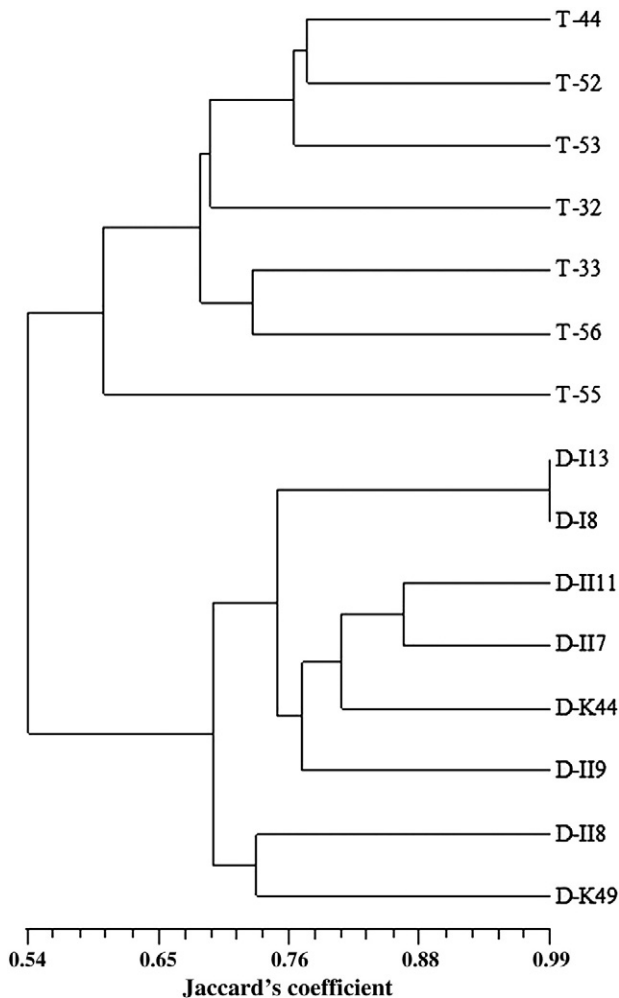 T-44
T-52
T-53
T-32
T-33
T-56
T-55
D-I13
D-I8
D-II11
D-II7
D-K44
D-II9
D-II8
D-K49
0.54 0.65 0.76 0.88 0.99
Jaccard's coefficient